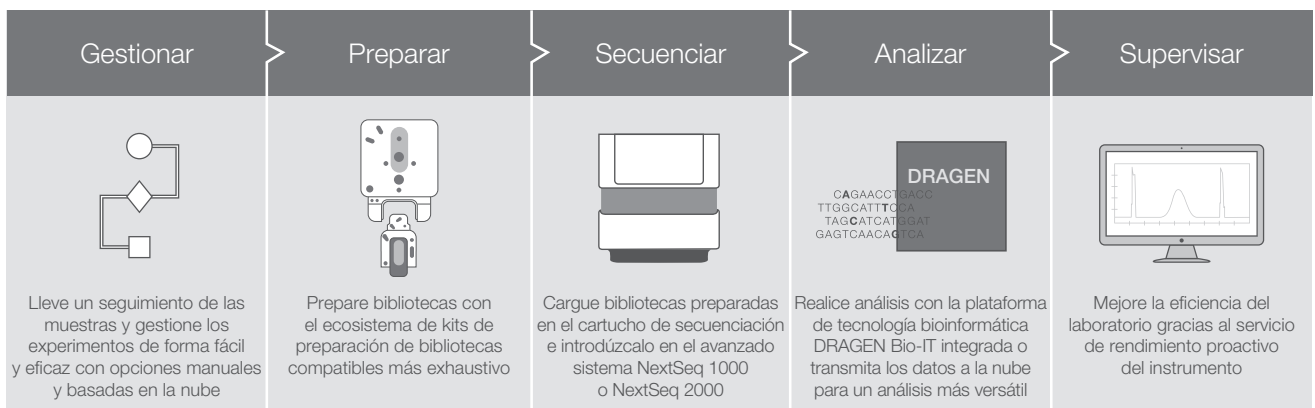 Gestionar
Preparar
Secuenciar
Analizar
Supervisar
DRAGEN
CAGAACCTGACC
TTGGCATTTCCA
TAGCATCATGGAT
GAGTCAACAGTCA
Lleve un seguimiento de las
muestras y gestione los
experimentos de forma fácil
y eficaz con opciones manuales
y basadas en la nube
Prepare bibliotecas con
el ecosistema de kits de
preparación de bibliotecas
compatibles más exhaustivo
Cargue bibliotecas preparadas
en el cartucho de secuenciación
e introdúzcalo en el avanzado
sistema NextSeq 1000
o NextSeq 2000
Realice análisis con la plataforma
de tecnología bioinformática
DRAGEN Bio-IT integrada o
transmita los datos a la nube
para un análisis más versátil
Mejore la eficiencia del
laboratorio gracias al servicio
de rendimiento proactivo
del instrumento